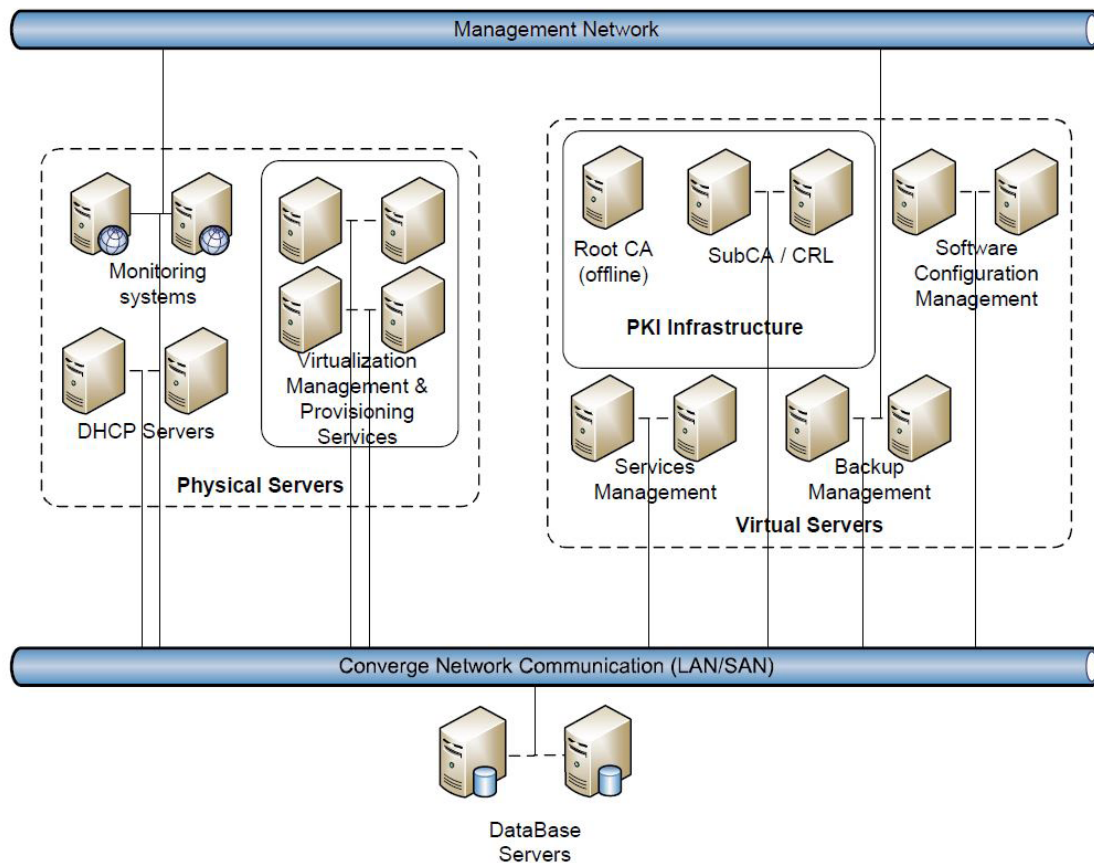 Management Network
Monitoring
systems
DHCP Servers
Virtualization
Management &
Provisioning
Services
Physical Servers
Root CA
(offline)
SubCA / CRL
PKI Infrastructure
Software
Configuration
Management
Services
Management
Backup
Management
Virtual Servers
Converge Network Communication (LAN/SAN)
DataBase
Servers